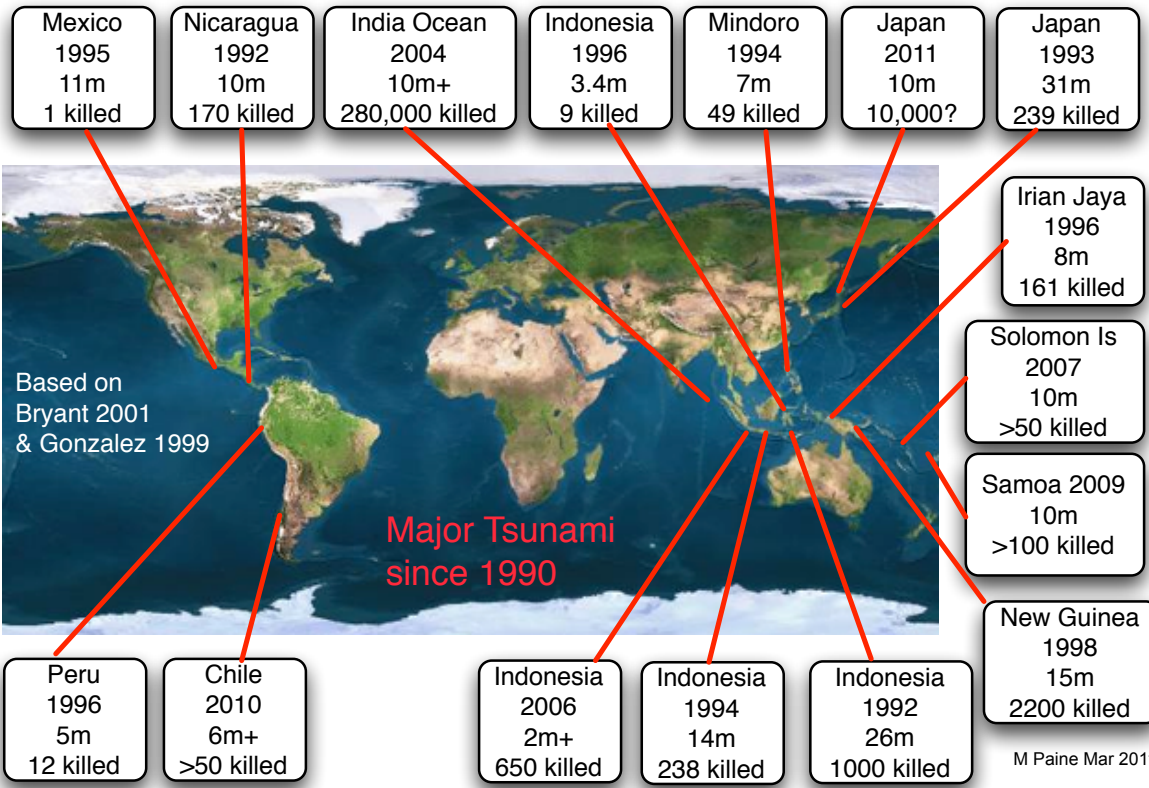 Mexico
1995
11m
1 killed
Nicaragua
1992
10m
170 killed
India Ocean
2004
10m+
280,000 killed
Indonesia
1996
3.4m
9 killed
Mindoro
1994
7m
49 killed
Japan
2011
10m
10,000?
Japan
1993
31m
239 killed
Irian Jaya
1996
8m
161 killed
Solomon Is
2007
10m
>50 killed
Samoa 2009
10m
>100 killed
New Guinea
1998
15m
2200 killed
Based on
Bryant 2001
& Gonzalez 1999
Major Tsunami
since 1990
Peru
1996
5m
12 killed
Chile
2010
6m+
>50 killed
Indonesia
2006
2m+
650 killed
Indonesia
1994
14m
238 killed
Indonesia
1992
26m
1000 killed
M Paine Mar 201